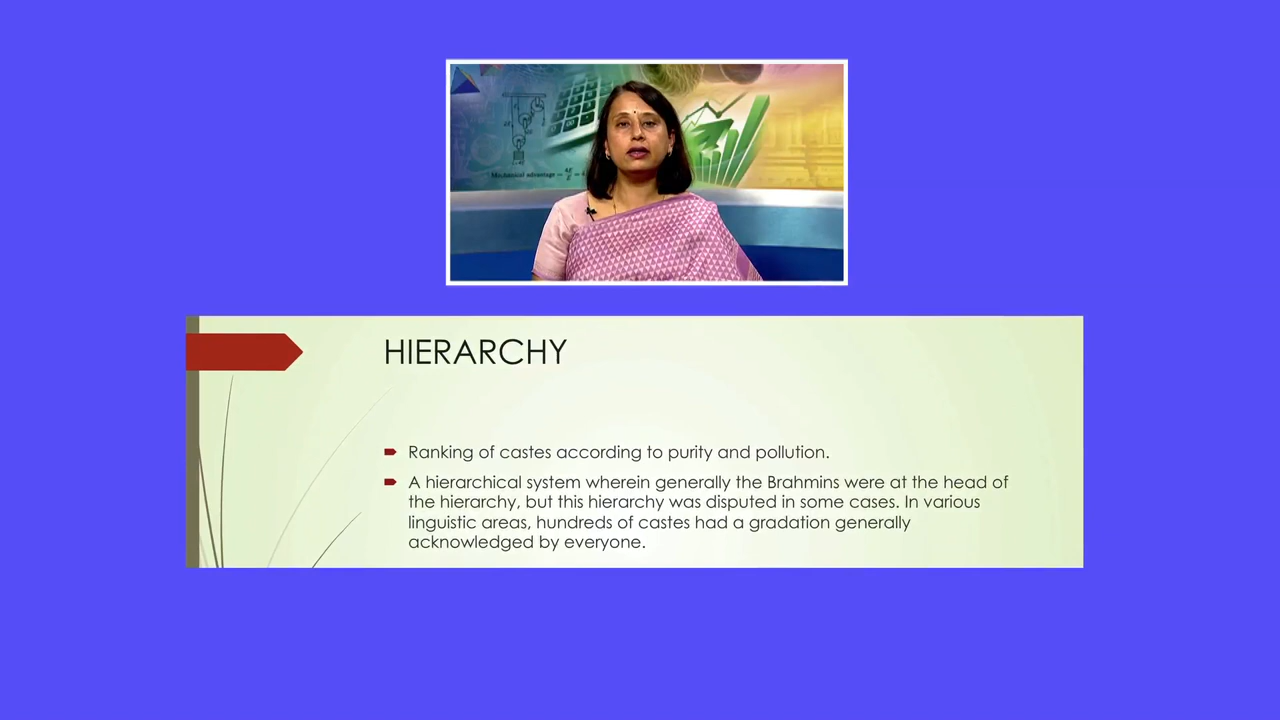 Mechanical advantage =
HIERARCHY
Ranking of castes according to purity and pollution.
A hierarchical system wherein generally the Brahmins were at the head of
the hierarchy, but this hierarchy was disputed in some cases. In various
linguistic areas, hundreds of castes had a gradation generally
acknowledged by everyone.